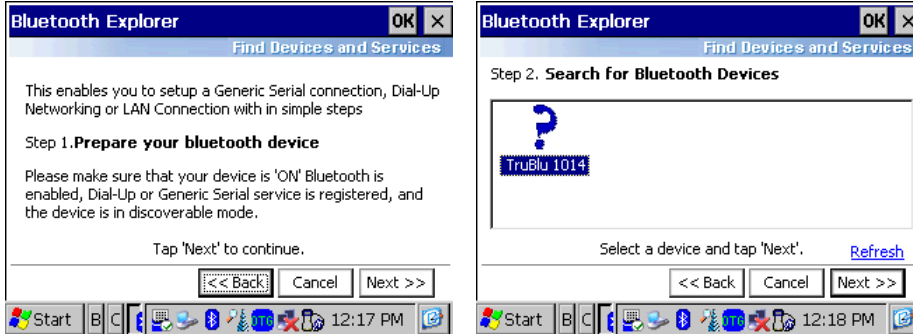 Bluetooth Explorer
OK
Find Devices and Services
This enables you to setup a Generic Serial connection, Dial-Up
Networking or LAN Connection with in simple steps
Step 1.Prepare your bluetooth device
Please make sure that your device is 'ON' Bluetooth is
enabled, Dial-Up or Generic Serial service is registered, and
the device is in discoverable mode.
Tap 'Next' to continue.
<< Back
Cancel
Next >>
Start
B
C
OTG
12:17 PM
Bluetooth Explorer
OK
Find Devices and Services
Step 2. Search for Bluetooth Devices
TruBlu 1014
Select a device and tap 'Next'.
Refresh
<< Back
Cancel
Next >>
Start
B
C
OTG
12:18 PM